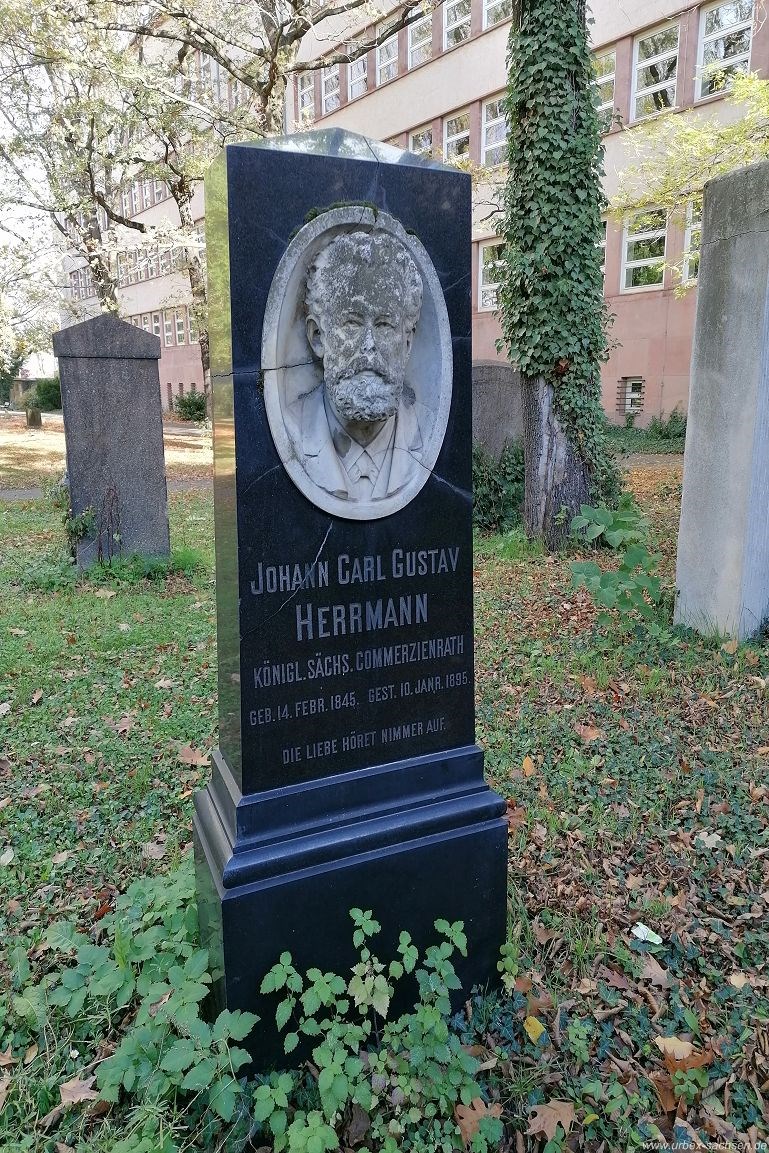 JOHANN CARL GUSTAV
HERRMANN
KÖNIGL. SÄCHS. COMMERZIENRATH
GEB. 14. FEBR. 1845. GEST. 10. JANR. 1895.
DIE LIEBE HÖRET NIMMER AUF.
www.urbex-sachsen.de